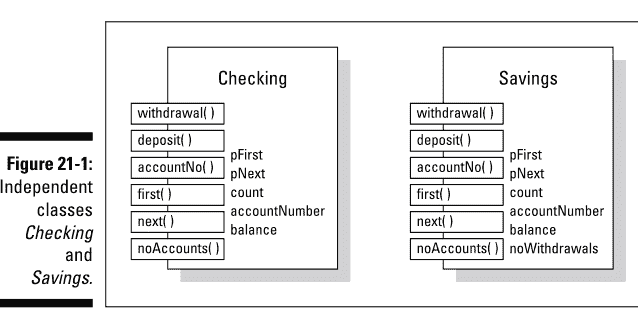 Figure 21-1:
Independent
classes
Checking
and
Savings.
Checking
withdrawal( )
deposit( )
accountNo( )
first( )
next( )
noAccounts( )
pFirst
pNext
count
accountNumber
balance
Savings
withdrawal( )
deposit( )
accountNo( )
first( )
next( )
noAccounts( )
pFirst
pNext
count
accountNumber
balance
noWithdrawals